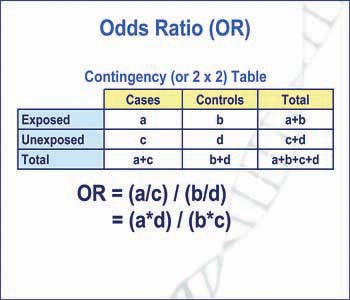 Odds Ratio (OR)
Contingency (or 2 x 2) Table
Cases Controls Total
Exposed a b a+b
Unexposed c d c+d
Total a+c b+d a+b+c+d
OR = (a/c) / (b/d)
= (a*d) / (b*c)